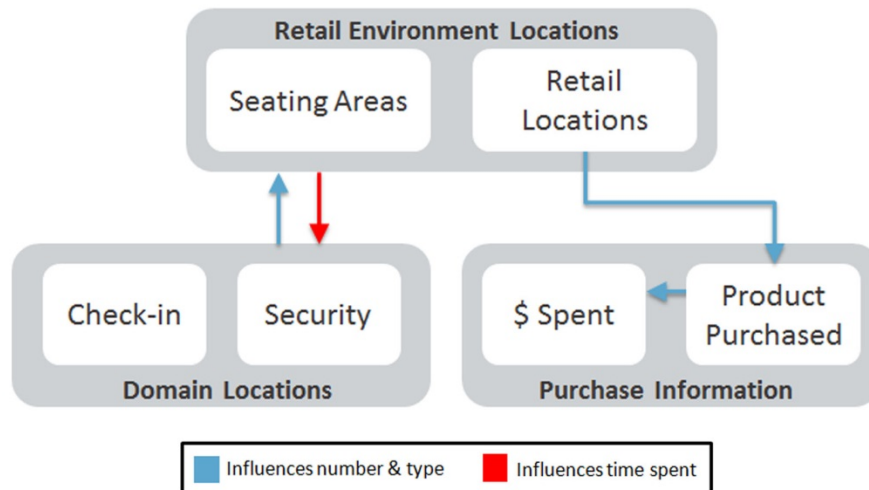 Retail Environment Locations
Seating Areas
Retail
Locations
Check-in
Security
Domain Locations
$ Spent
Product
Purchased
Purchase Information
Influences number & type
Influences time spent